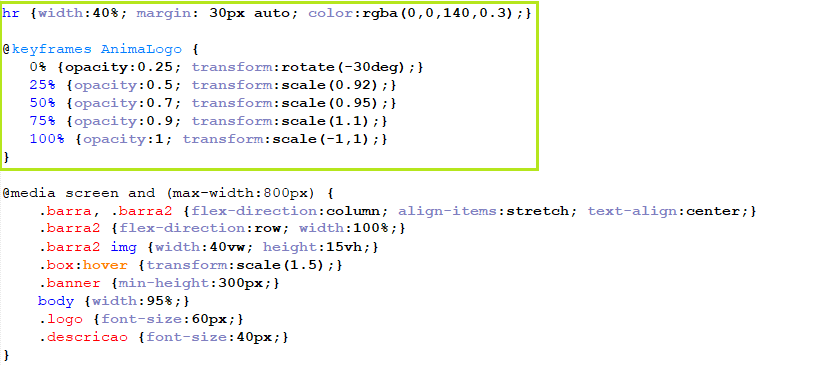 hr {width:40%; margin: 30px auto; color:rgba(0,0,140,0.3);}
@keyframes AnimaLogo {
0% {opacity:0.25; transform:rotate(-30deg);}
25% {opacity:0.5; transform:scale(0.92);}
50% {opacity:0.7; transform:scale(0.95);}
75% {opacity:0.9; transform:scale(1.1);}
100% {opacity:1; transform:scale(-1,1);}
}
@media screen and (max-width:800px) {
.barra, .barra2 {flex-direction:column; align-items:stretch; text-align:center;}
.barra2 {flex-direction:row; width:100%;}
.barra2 img {width:40vw; height:15vh;}
.box:hover {transform:scale(1.5);}
.banner {min-height:300px;}
body {width:95%;}
.logo {font-size:60px;}
.descricao {font-size:40px;}
}